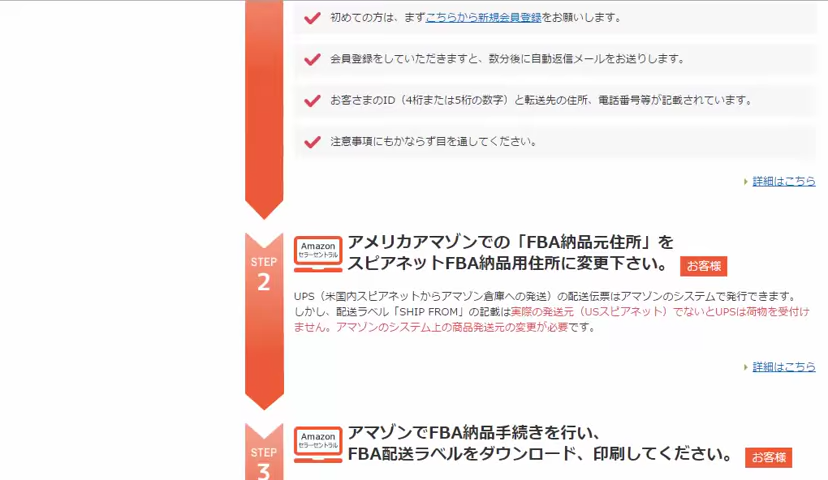 初めての方は、まずこちらから新規会員登録をお願いします。
会員登録をしていただきますと、数分後に自動返信メールをお送りします。
お客さまのID（4桁または5桁の数字）と転送先の住所、電話番号等が記載されています。
注意事項にもかならず目を通してください。
詳細はこちら
STEP
2
Amazon
セラーセントラル
アメリカアマゾンでの「FBA納品元住所」を
スピアネットFBA納品用住所に変更下さい。 お客様
UPS（米国内スピアネットからアマゾン倉庫への発送）の配送伝票はアマゾンのシステムで発行できます。
しかし、配送ラベル「SHIP FROM」の記載は実際の発送元（USスピアネット）でないとUPSは荷物を受付け
ません。アマゾンのシステム上の商品発送元の変更が必要です。
詳細はこちら
STEP
3
Amazon
セラーセントラル
アマゾンでFBA納品手続きを行い、
FBA配送ラベルをダウンロード、印刷してください。 お客様